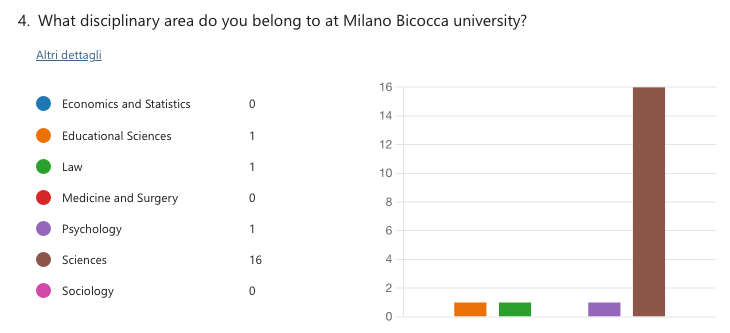 4. What disciplinary area do you belong to at Milano Bicocca university?
Altri dettagli
Economics and Statistics 0
Educational Sciences 1
Law 1
Medicine and Surgery 0
Psychology 1
Sciences 16
Sociology 0
16
14
12
10
8
6
4
2
0